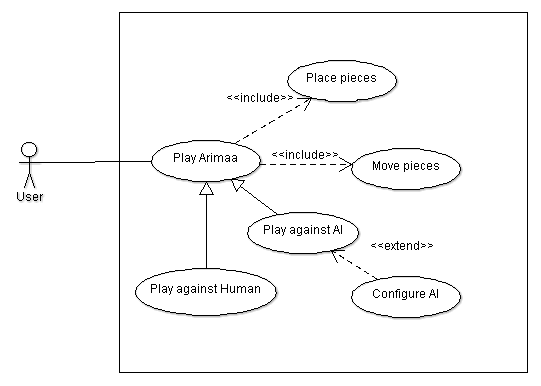 Place pieces
<<include>>
Play Arimaa
<<include>>
Move pieces
User
Play against AI
<<extend>>
Play against Human
Configure AI